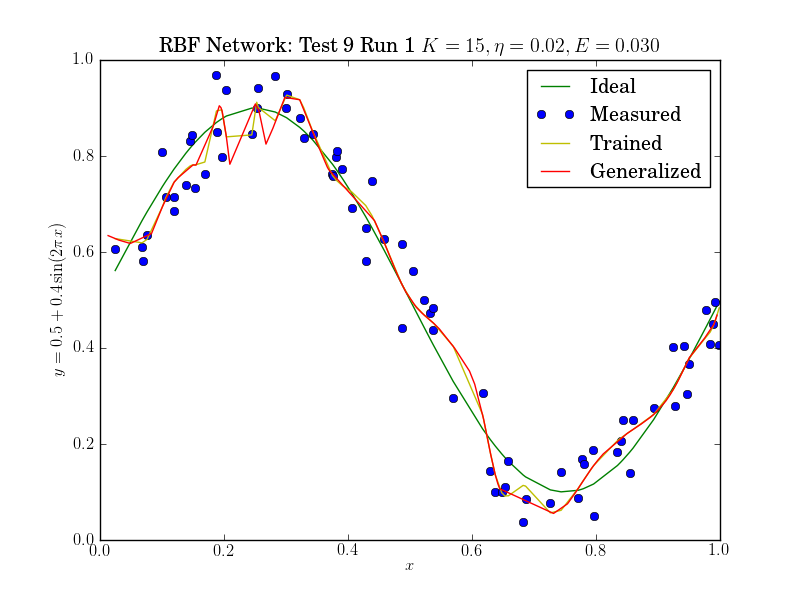 RBF Network: Test 9 Run 1 K = 15, η = 0.02, E = 0.030
Ideal
Measured
Trained
Generalized
y = 0.5 + 0.4 sin(2πx)
1.0
0.8
0.6
0.4
0.2
0.0
0.0 0.2 0.4 0.6 0.8 1.0
x